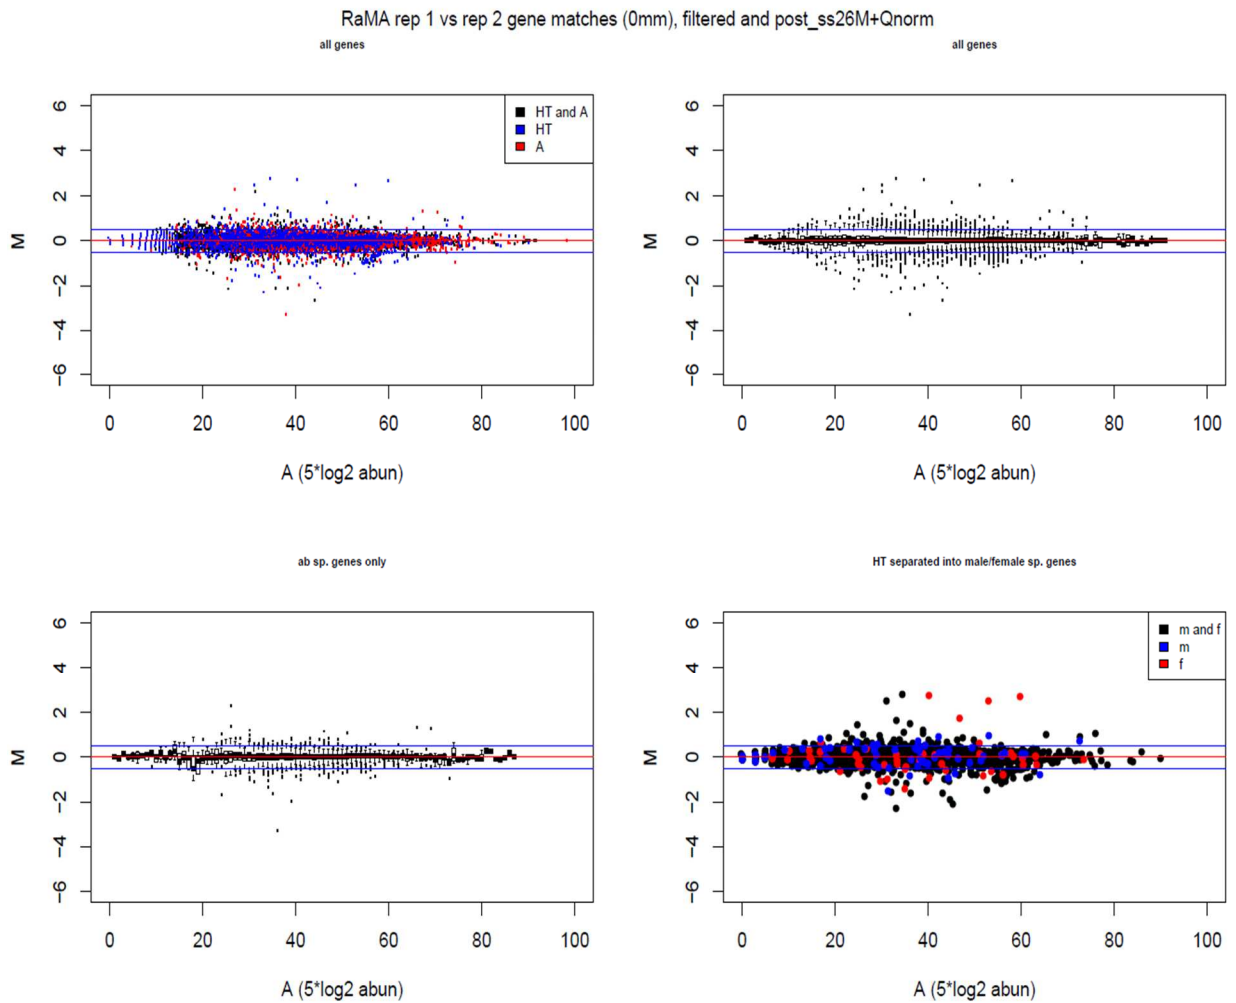 RaMA rep 1 vs rep 2 gene matches (0mm), filtered and post_ss26M+Qnorm
all genes
6
4
2
0
−2
−4
−6
M
HT and A
HT
A
0 20 40 60 80 100
A (5*log2 abun)
all genes
6
4
2
0
−2
−4
−6
M
0 20 40 60 80 100
A (5*log2 abun)
ab sp. genes only
6
4
2
0
−2
−4
−6
M
0 20 40 60 80 100
A (5*log2 abun)
HT separated into male/female sp. genes
6
4
2
0
−2
−4
−6
M
m and f
m
f
0 20 40 60 80 100
A (5*log2 abun)